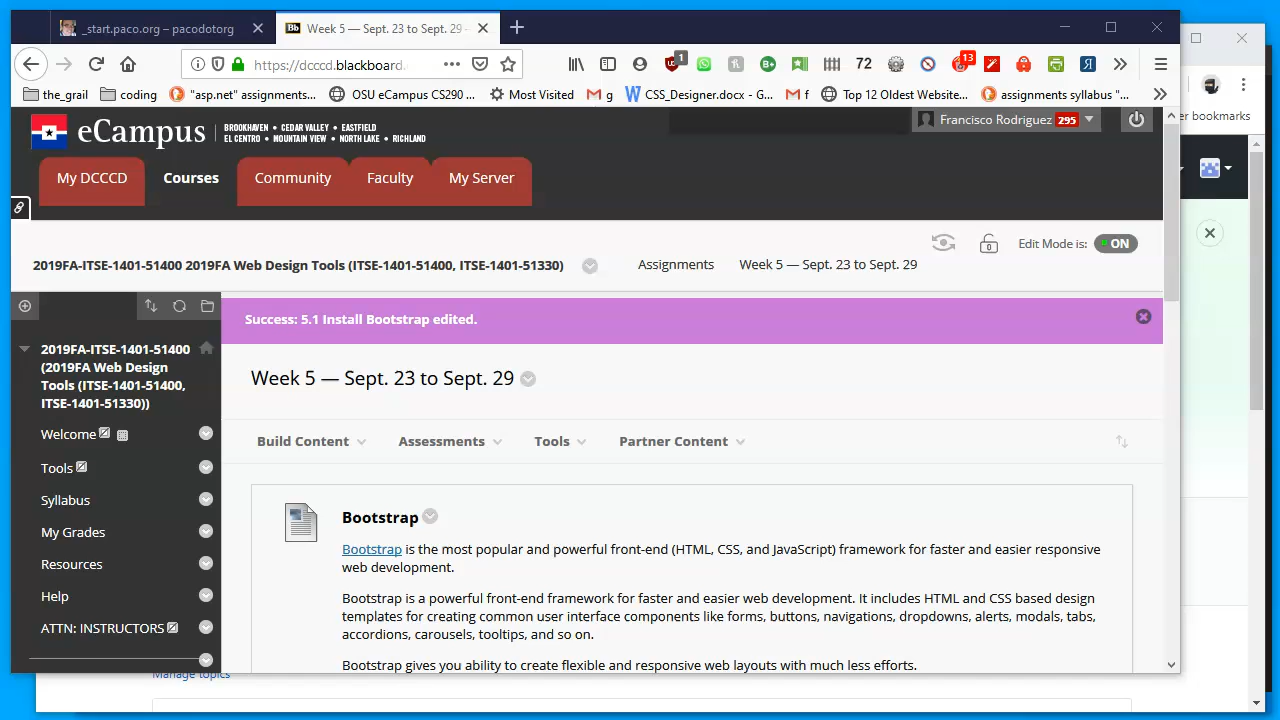 _start.paco.org – pacodotorg
Bb Week 5 — Sept. 23 to Sept. 29 -
https://dcccd.blackboard.
1
13
72
the_grail
coding
"asp.net" assignments...
OSU eCampus CS290 ...
Most Visited
g
CSS_Designer.docx - G...
f
Top 12 Oldest Website...
assignments syllabus "...
er bookmarks
eCampus
BROOKHAVEN • CEDAR VALLEY • EASTFIELD
EL CENTRO • MOUNTAIN VIEW • NORTH LAKE • RICHLAND
Francisco Rodriguez 295
My DCCCD
Courses
Community
Faculty
My Server
Edit Mode is: ON
2019FA-ITSE-1401-51400 2019FA Web Design Tools (ITSE-1401-51400, ITSE-1401-51330)
Assignments
Week 5 — Sept. 23 to Sept. 29
Success: 5.1 Install Bootstrap edited.
2019FA-ITSE-1401-51400
(2019FA Web Design
Tools (ITSE-1401-51400,
ITSE-1401-51330))
Welcome
Tools
Syllabus
My Grades
Resources
Help
ATTN: INSTRUCTORS
Week 5 — Sept. 23 to Sept. 29
Build Content
Assessments
Tools
Partner Content
Bootstrap
Bootstrap is the most popular and powerful front-end (HTML, CSS, and JavaScript) framework for faster and easier responsive
web development.
Bootstrap is a powerful front-end framework for faster and easier web development. It includes HTML and CSS based design
templates for creating common user interface components like forms, buttons, navigations, dropdowns, alerts, modals, tabs,
accordions, carousels, tooltips, and so on.
Bootstrap gives you ability to create flexible and responsive web layouts with much less efforts.
Manage topics